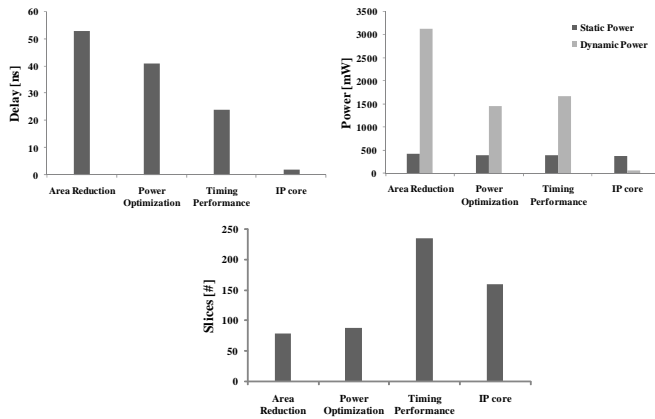 Delay [ns]
60
50
40
30
20
10
0
Area Reduction
Power
Optimization
Timing
Performance
IP core
Power [mW]
3500
3000
2000
1500
500
0
Static Power
Dynamic Power
Area Reduction
Power
Optimization
Timing
Performance
IP core
Slices [#]
250
200
150
100
50
0
Area
Reduction
Power
Optimization
Timing
Performance
IP core